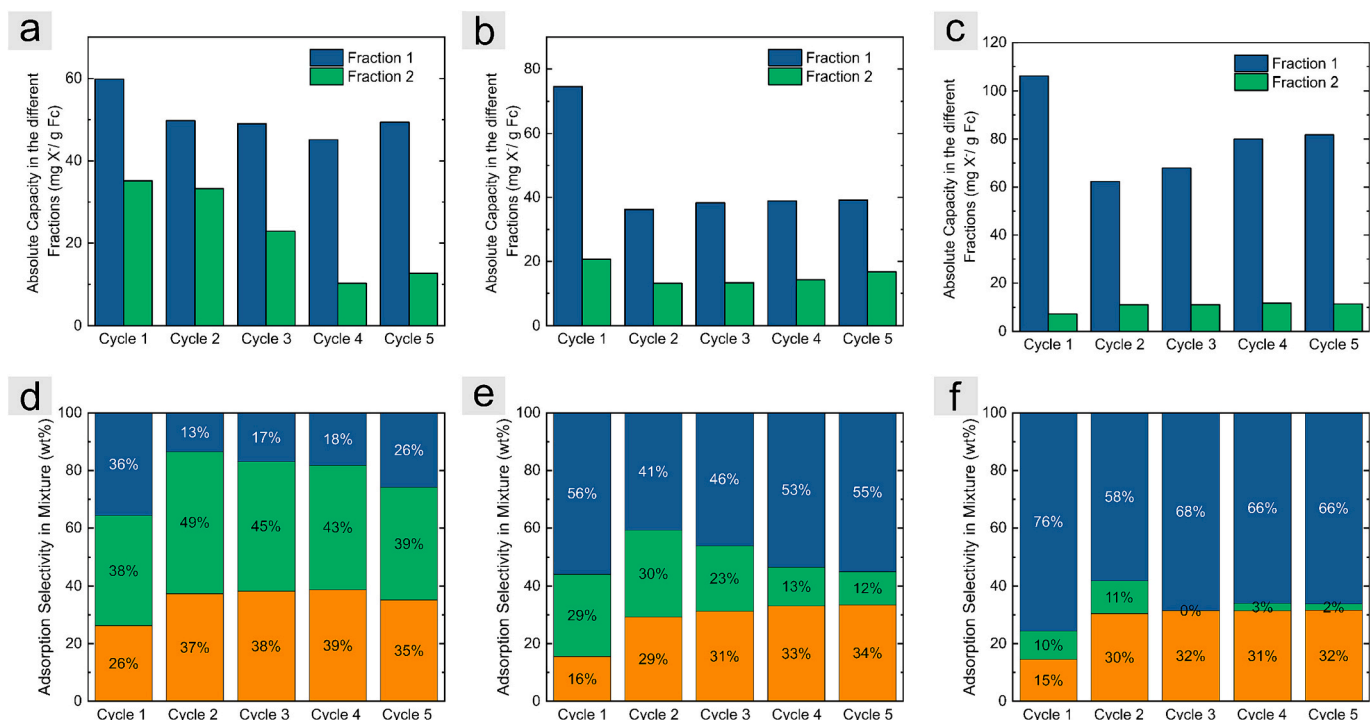 a
Absolute Capacity in the different
Fractions (mg X⁻/ g Fc)
60
40
20
0
Fraction 1
Fraction 2
Cycle 1 Cycle 2 Cycle 3 Cycle 4 Cycle 5
b
Absolute Capacity in the different
Fractions (mg X⁻/ g Fc)
80
60
40
20
0
Fraction 1
Fraction 2
Cycle 1 Cycle 2 Cycle 3 Cycle 4 Cycle 5
c
Absolute Capacity in the different
Fractions (mg X⁻/ g Fc)
120
100
80
60
40
20
0
Fraction 1
Fraction 2
Cycle 1 Cycle 2 Cycle 3 Cycle 4 Cycle 5
d
Adsorption Selectivity in Mixture (wt%)
100
80
60
40
20
0
36% 13% 17% 18% 26%
38% 49% 45% 43% 39%
26% 37% 38% 39% 35%
Cycle 1 Cycle 2 Cycle 3 Cycle 4 Cycle 5
e
Adsorption Selectivity in Mixture (wt%)
100
80
60
40
20
0
56% 41% 46% 53% 55%
29% 30% 23% 13% 12%
16% 29% 31% 33% 34%
Cycle 1 Cycle 2 Cycle 3 Cycle 4 Cycle 5
f
Adsorption Selectivity in Mixture (wt%)
100
80
60
40
20
0
76% 58% 68% 66% 66%
10% 11% 0% 3% 2%
15% 30% 32% 31% 32%
Cycle 1 Cycle 2 Cycle 3 Cycle 4 Cycle 5